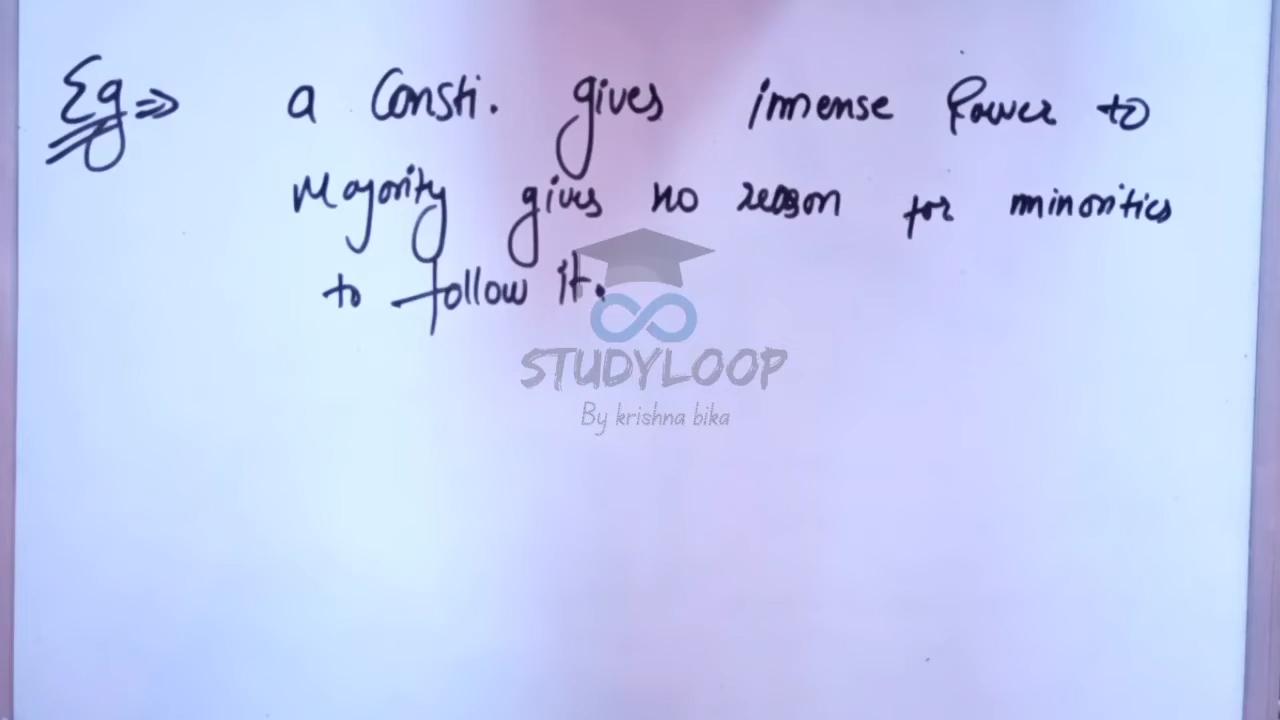 Eg => a Consti. gives immense Power to
Majority gives no reason for minorities
to follow it.
STUDYLOOP
By krishna bika